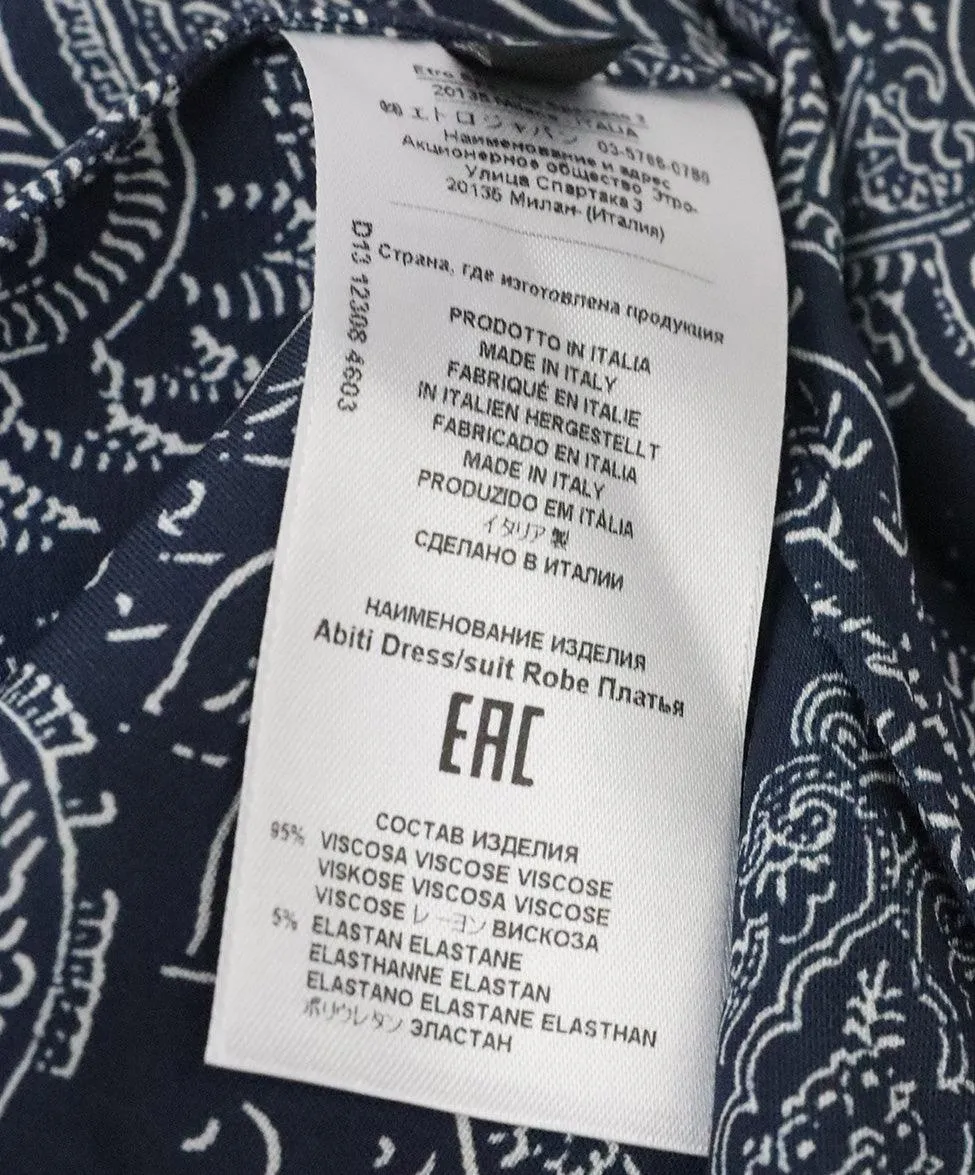 Etro
20135 ITALIA
㈱エトロジャパン 03-5766-0786
Наименование и адрес
Акционерное общество Этро-
Улица Спартака 3
20135 Милан- (Италия)
Страна, где изготовлена продукция
D13 12308 4603
PRODOTTO IN ITALIA
MADE IN ITALY
FABRIQUÉ EN ITALIE
IN ITALIEN HERGESTELLT
FABRICADO EN ITALIA
MADE IN ITALY
PRODUZIDO EM ITÀLIA
イタリア製
СДЕЛАНО В ИТАЛИИ
НАИМЕНОВАНИЕ ИЗДЕЛИЯ
Abiti Dress/suit Robe Платья
EAC
СОСТАВ ИЗДЕЛИЯ
95% VISCOSA VISCOSE VISCOSE
VISKOSE VISCOSA VISCOSE
VISCOSE レーヨン ВИСКОЗА
5% ELASTAN ELASTANE
ELASTHANNE ELASTAN
ELASTANO ELASTANE ELASTHAN
ポリウレタン ЭЛАСТАН